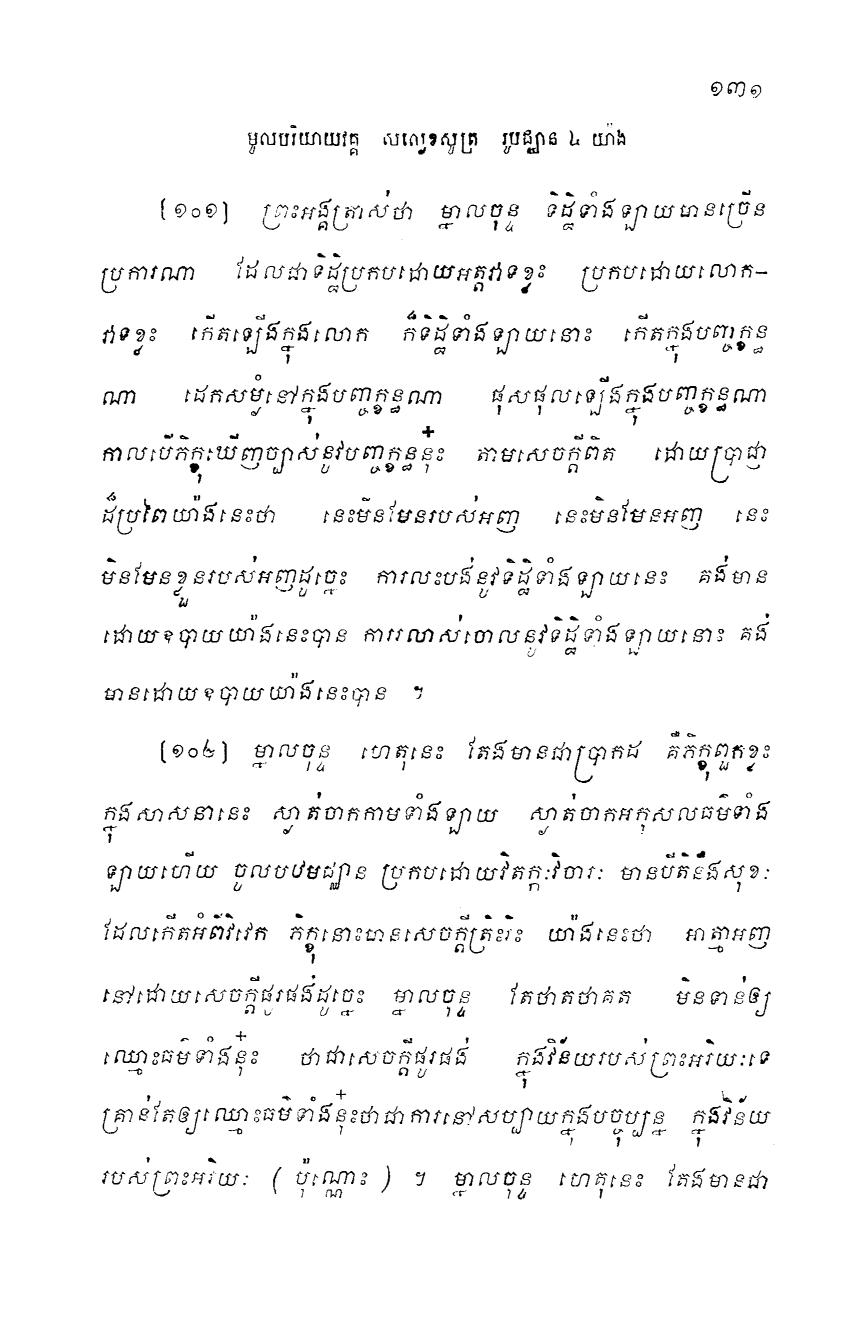 ១៣១
មូលបរិយាយវគ្គ សល្លេខសូត្រ រូបជ្ឈាន ៤ យ៉ាង
[១០១] ព្រះអង្គត្រាស់ថា ម្នាលចុន្ទ ទិដ្ឋិទាំងឡាយមានច្រើន
ប្រការណា ដែលជាទិដ្ឋិប្រកបដោយអត្តវាទខ្លះ ប្រកបដោយលោក-
វាទខ្លះ កើតឡើងក្នុងលោក ក៏ទិដ្ឋិទាំងឡាយនោះ កើតក្នុងបញ្ចក្ខន្ធ
ណា ដេកសម្ងំនៅក្នុងបញ្ចក្ខន្ធណា ផុសផុលឡើងក្នុងបញ្ចក្ខន្ធណា
កាលបើភិក្ខុឃើញច្បាស់នូវបញ្ចក្ខន្ធនុ៎ះ តាមសេចក្តីពិត ដោយប្រាជ្ញា
ដ៏ប្រពៃយ៉ាងនេះថា នេះមិនមែនរបស់អញ នេះមិនមែនអញ នេះ
មិនមែនខ្លួនរបស់អញដូច្នេះ ការលះបង់នូវទិដ្ឋិទាំងឡាយនេះ គង់មាន
ដោយឧបាយយ៉ាងនេះបាន ការរលាស់ចោលនូវទិដ្ឋិទាំងឡាយនោះ គង់
មានដោយឧបាយយ៉ាងនេះបាន ។
[១០២] ម្នាលចុន្ទ ហេតុនេះ តែងមានជាប្រាកដ គឺភិក្ខុពួកខ្លះ
ក្នុងសាសនានេះ ស្ងាត់ចាកកាមទាំងឡាយ ស្ងាត់ចាកអកុសលធម៌ទាំង
ឡាយហើយ ចូលបឋមជ្ឈាន ប្រកបដោយវិតក្កៈវិចារៈ មានបីតិនិងសុខៈ
ដែលកើតអំពីវិវេក ភិក្ខុនោះមានសេចក្តីត្រិះរិះ យ៉ាងនេះថា អាត្មាអញ
នៅដោយសេចក្តីផូរផង់ដូច្នេះ ម្នាលចុន្ទ តែថាតថាគត មិនទាន់ឲ្យ
ឈ្មោះធម៌ទាំងនុ៎ះ ថាជាសេចក្តីផូរផង់ ក្នុងវិន័យរបស់ព្រះអរិយៈទេ
គ្រាន់តែឲ្យឈ្មោះធម៌ទាំងនុ៎ះថាជាការនៅសប្បាយក្នុងបច្ចុប្បន្ន ក្នុងវិន័យ
របស់ព្រះអរិយៈ ( ប៉ុណ្ណោះ ) ។ ម្នាលចុន្ទ ហេតុនេះ តែងមានជា